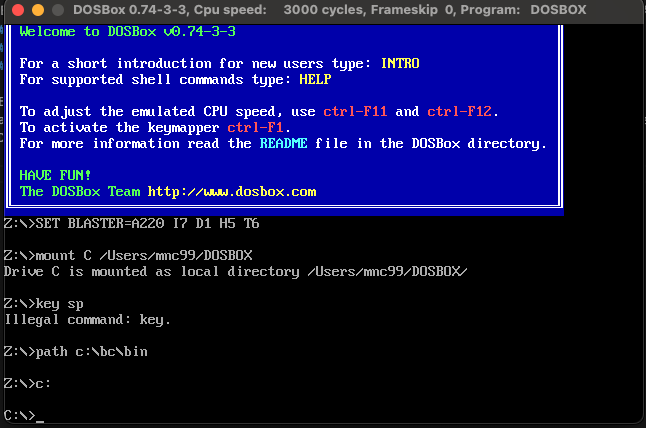 DOSBox 0.74-3-3, Cpu speed: 3000 cycles, Frameskip 0, Program: DOSBOX
Welcome to DOSBox v0.74-3-3
For a short introduction for new users type: INTRO
For supported shell commands type: HELP
To adjust the emulated CPU speed, use ctrl-F11 and ctrl-F12.
To activate the keymapper ctrl-F1.
For more information read the README file in the DOSBox directory.
HAVE FUN!
The DOSBox Team http://www.dosbox.com
Z:\>SET BLASTER=A220 I7 D1 H5 T6
Z:\>mount C /Users/mnc99/DOSBOX
Drive C is mounted as local directory /Users/mnc99/DOSBOX/
Z:\>key sp
Illegal command: key.
Z:\>path c:\bc\bin
Z:\>c:
C:\>_